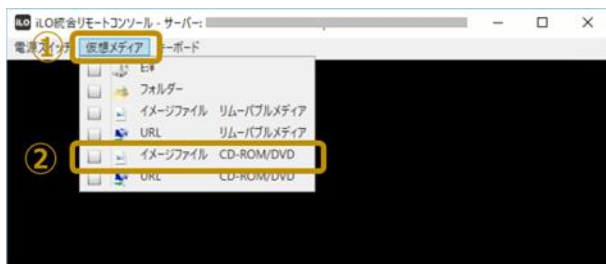 iLO iLO統合リモートコンソール - サーバー:
電源スイッチ 仮想メディア キーボード
①
E:¥
フォルダー
イメージファイル リムーバブルメディア
URL リムーバブルメディア
② イメージファイル CD-ROM/DVD
URL CD-ROM/DVD